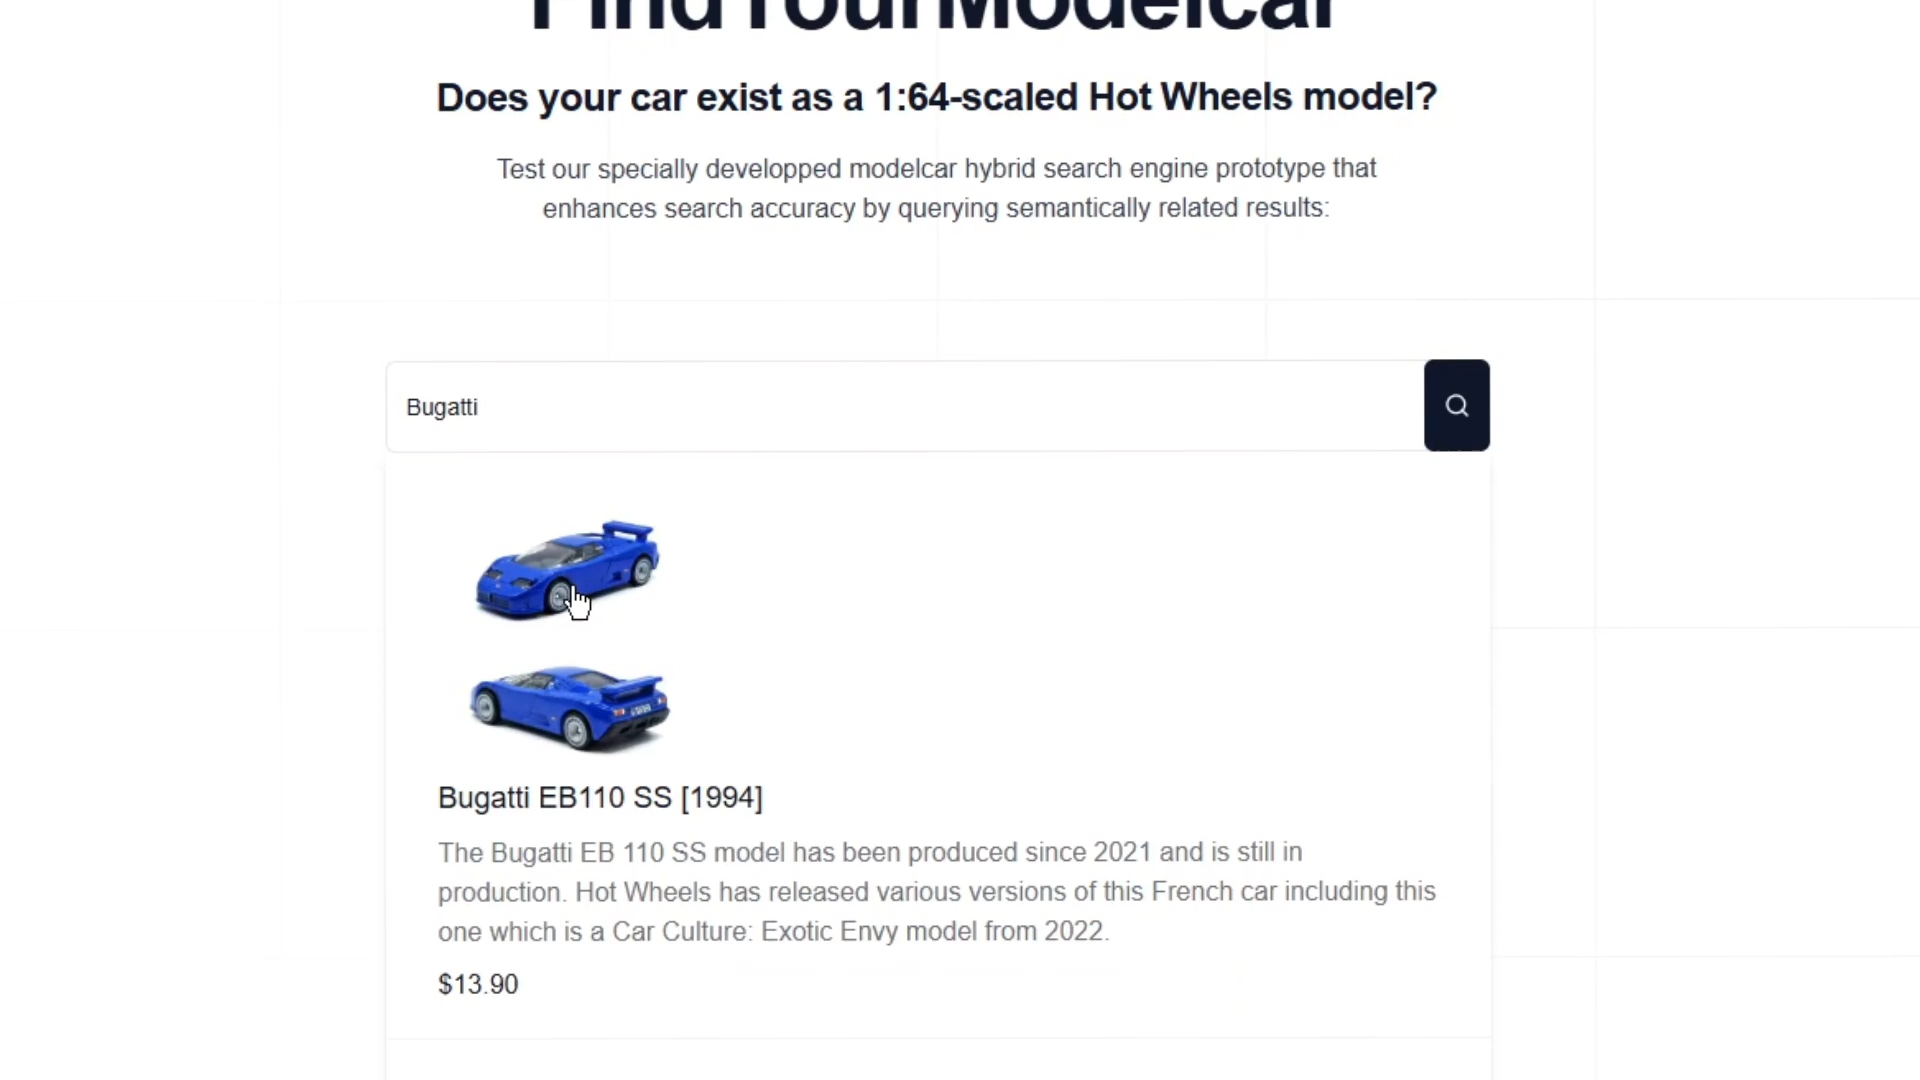 FindYourModelcar
Does your car exist as a 1:64-scaled Hot Wheels model?
Test our specially developped modelcar hybrid search engine prototype that
enhances search accuracy by querying semantically related results:
Bugatti
Bugatti EB110 SS [1994]
The Bugatti EB 110 SS model has been produced since 2021 and is still in
production. Hot Wheels has released various versions of this French car including this
one which is a Car Culture: Exotic Envy model from 2022.
$13.90